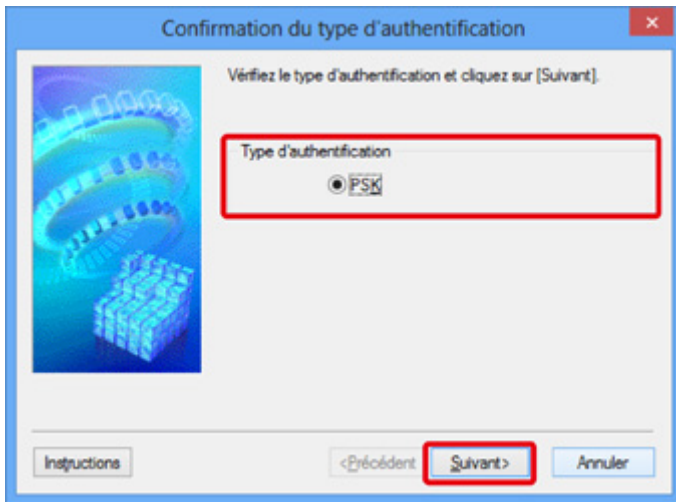 Confirmation du type d'authentification
Vérifiez le type d'authentification et cliquez sur [Suivant].
Type d'authentification
PSK
Instructions
<Précédent
Suivant>
Annuler